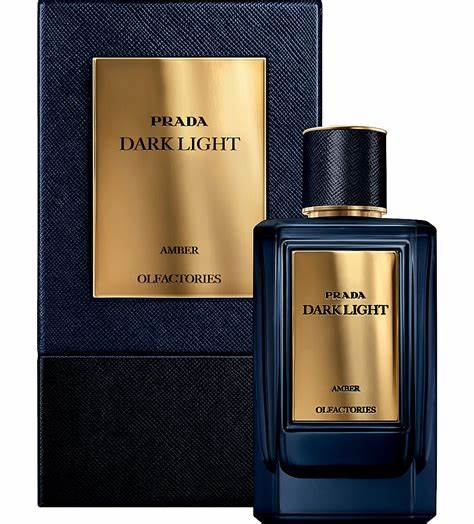 PRADA
DARK LIGHT
AMBER
OLFACTORIES
PRADA
DARK LIGHT
AMBER
OLFACTORIES